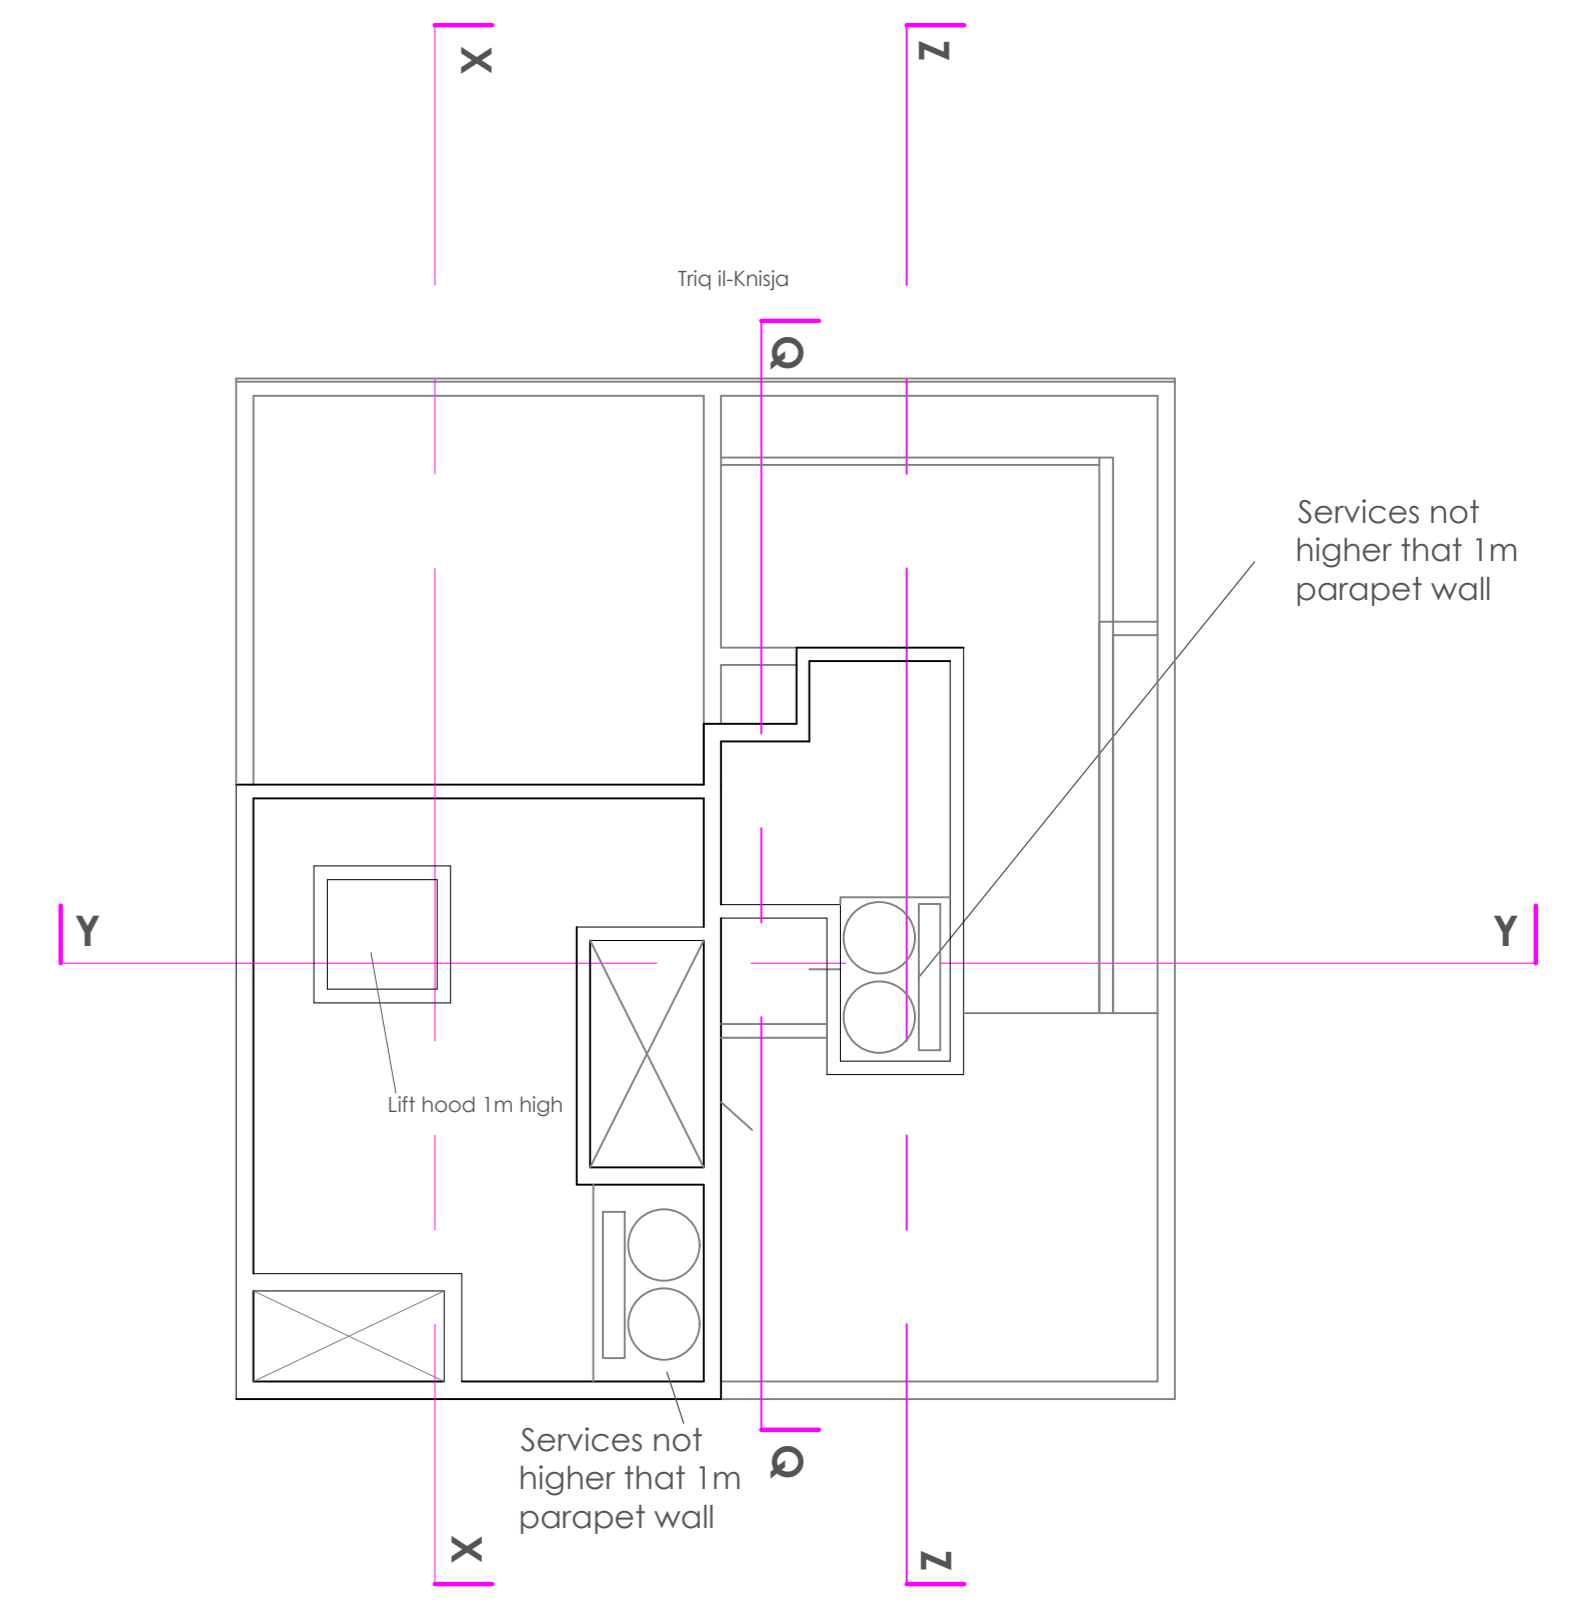 X
Z
Triq il-Knisja
Q
Services not
higher that 1m
parapet wall
Y
Y
Lift hood 1m high
Services not
higher that 1m
parapet wall
Q
X
Z